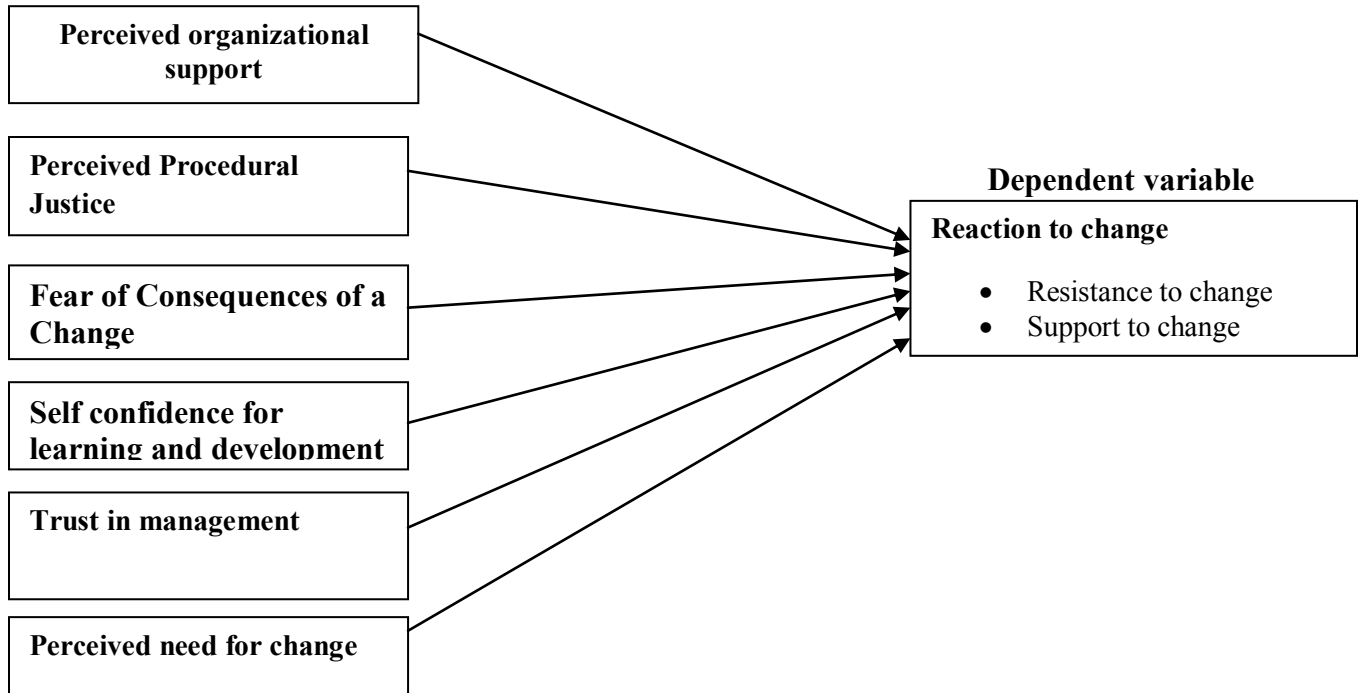 Perceived organizational
support
Perceived Procedural
Justice
Fear of Consequences of a
Change
Self confidence for
learning and development
Trust in management
Perceived need for change
Dependent variable
Reaction to change
• Resistance to change
• Support to change